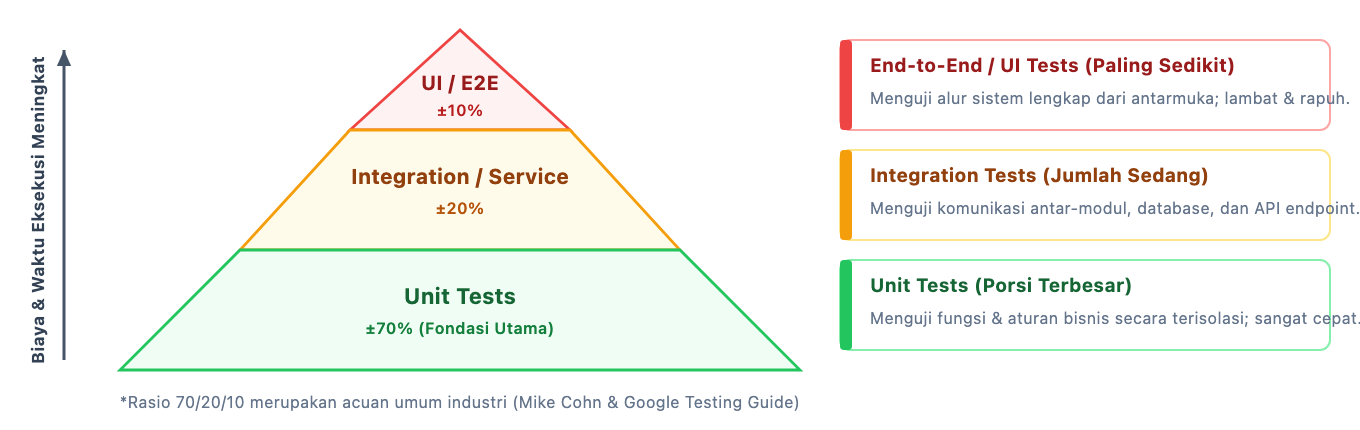 Biaya & Waktu Eksekusi Meningkat
UI / E2E
±10%
Integration / Service
±20%
Unit Tests
±70% (Fondasi Utama)
*Rasio 70/20/10 merupakan acuan umum industri (Mike Cohn & Google Testing Guide)
End-to-End / UI Tests (Paling Sedikit)
Menguji alur sistem lengkap dari antarmuka; lambat & rapuh.
Integration Tests (Jumlah Sedang)
Menguji komunikasi antar-modul, database, dan API endpoint.
Unit Tests (Porsi Terbesar)
Menguji fungsi & aturan bisnis secara terisolasi; sangat cepat.